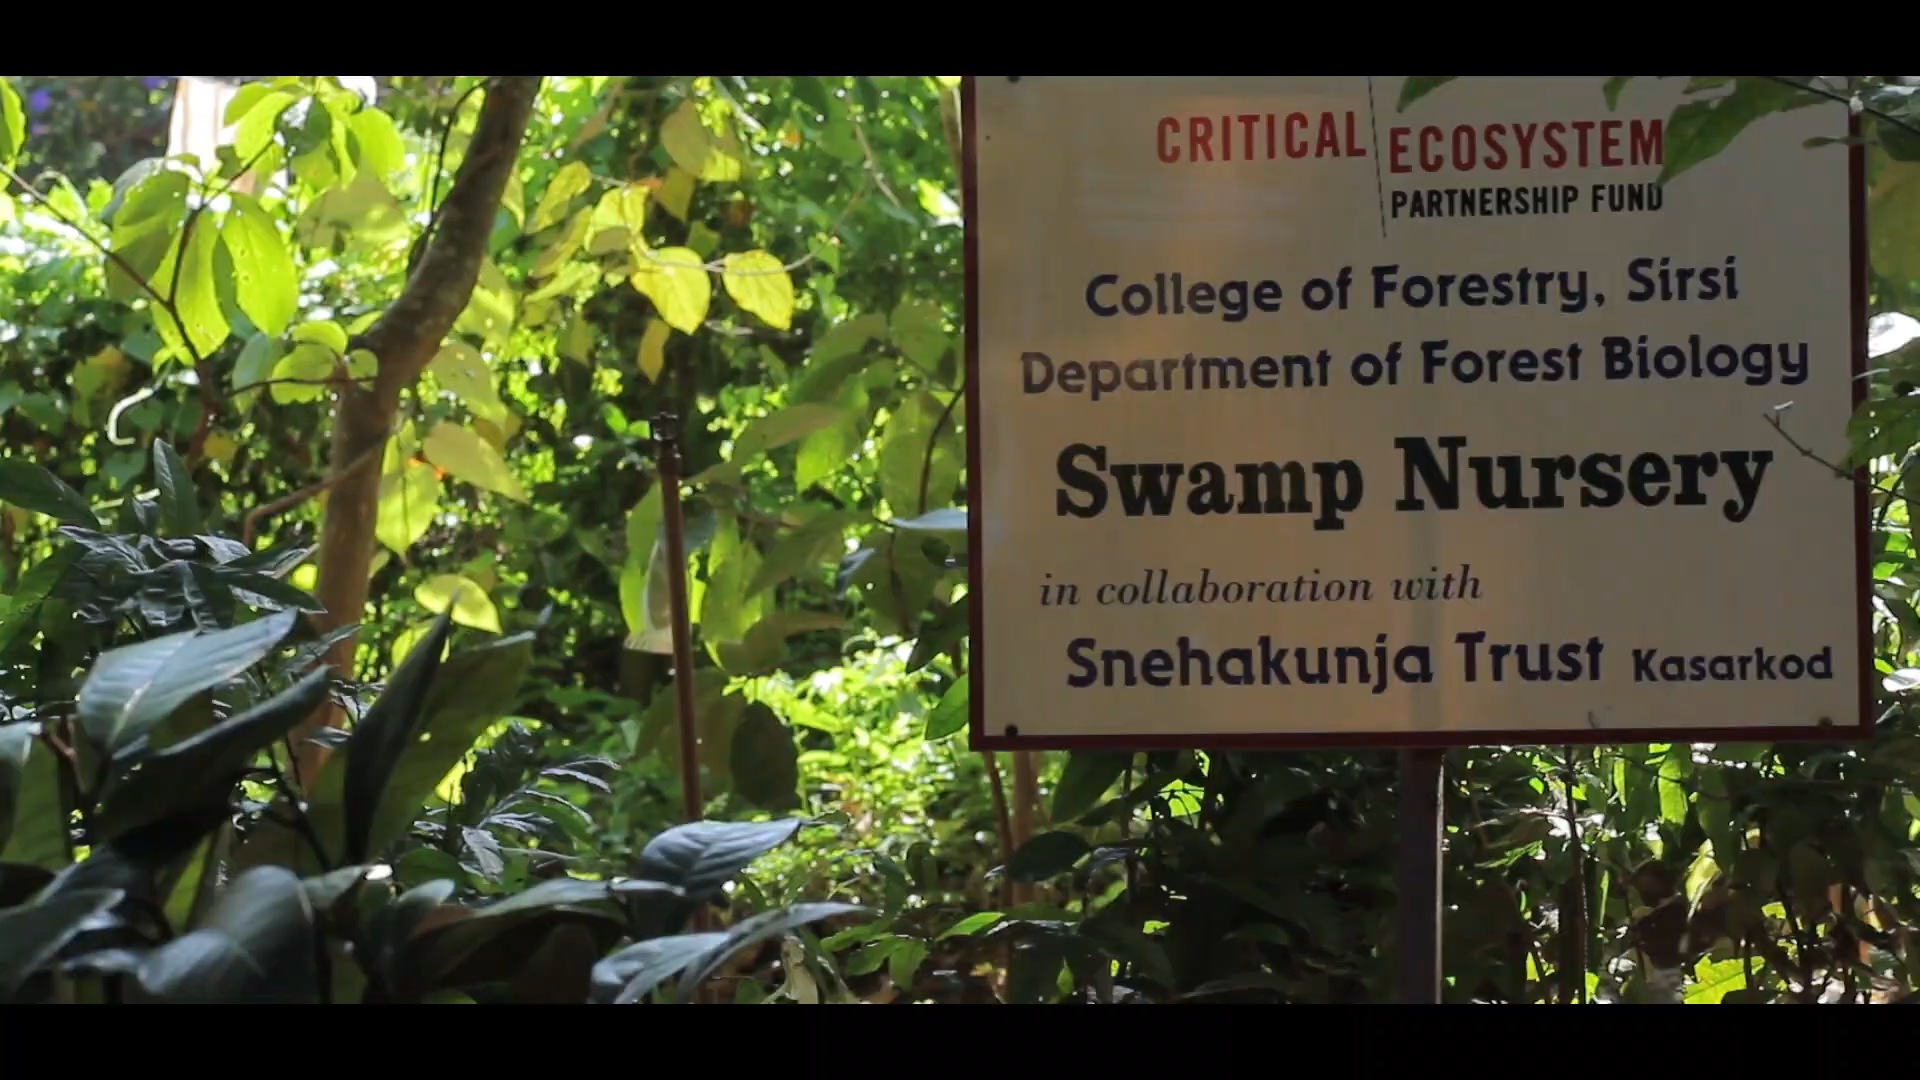 CRITICAL ECOSYSTEM
PARTNERSHIP FUND
College of Forestry, Sirsi
Department of Forest Biology
Swamp Nursery
in collaboration with
Snehakunja Trust Kasarkod